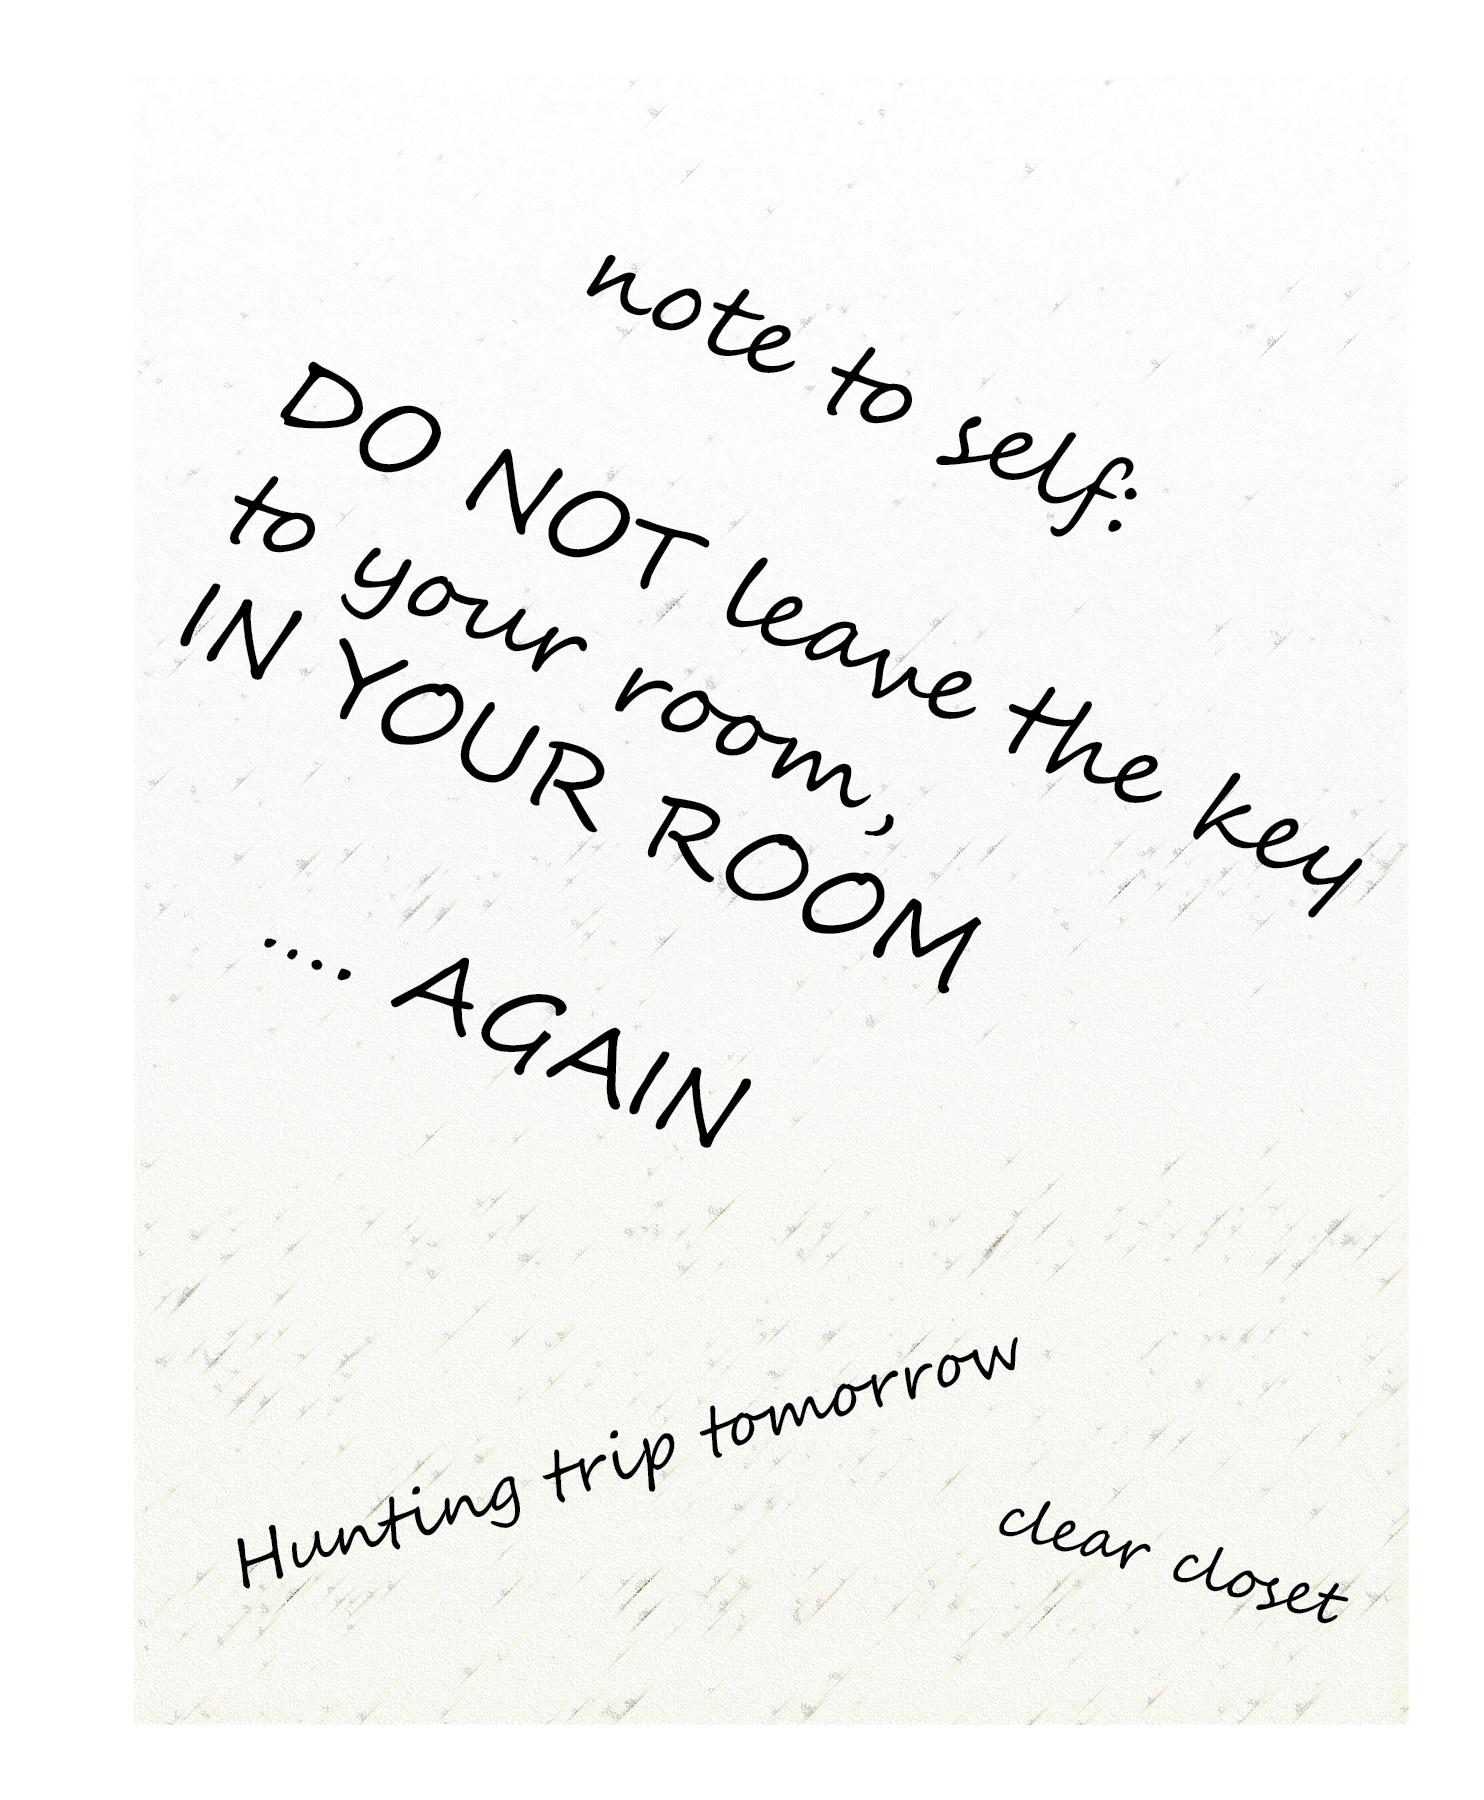 note to self:
DO NOT leave the key
to your room,
IN YOUR ROOM
.... AGAIN
Hunting trip tomorrow
clear closet